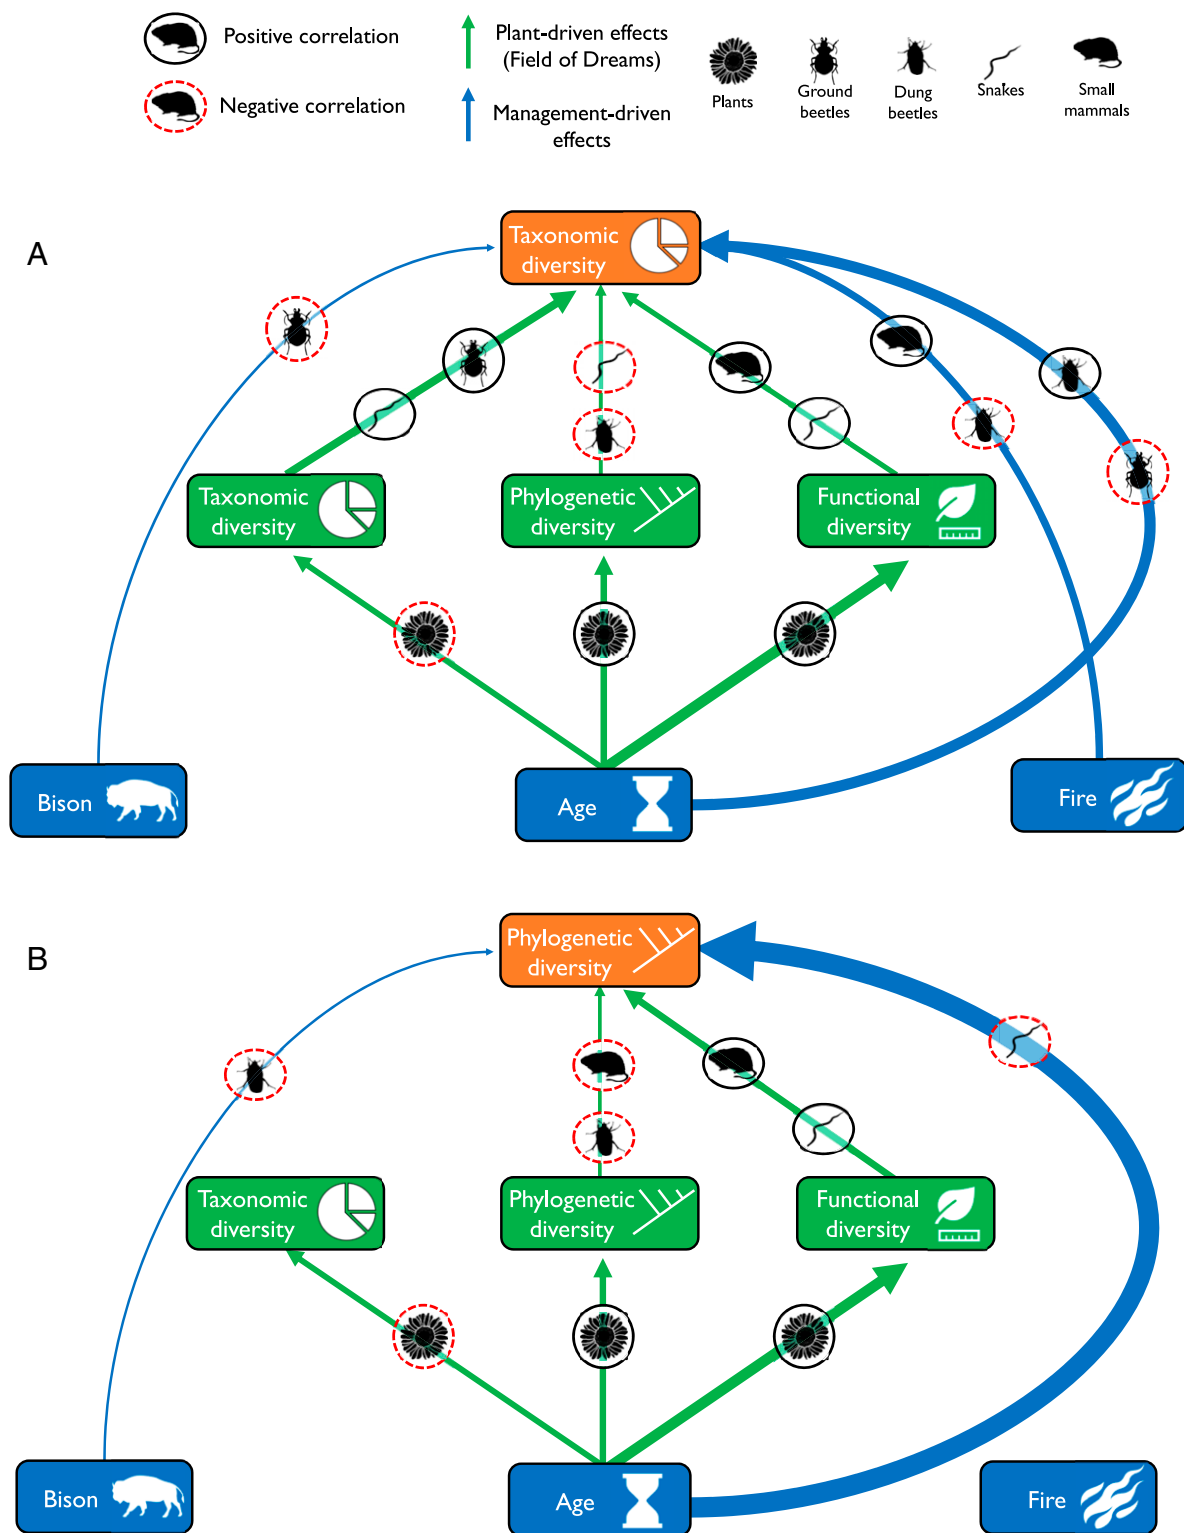 Positive correlation
Negative correlation
Plant-driven effects
(Field of Dreams)
Management-driven
effects
Plants
Ground
beetles
Dung
beetles
Snakes
Small
mammals
A
Taxonomic
diversity
Taxonomic
diversity
Phylogenetic
diversity
Functional
diversity
Bison
Age
Fire
B
Phylogenetic
diversity
Taxonomic
diversity
Phylogenetic
diversity
Functional
diversity
Bison
Age
Fire